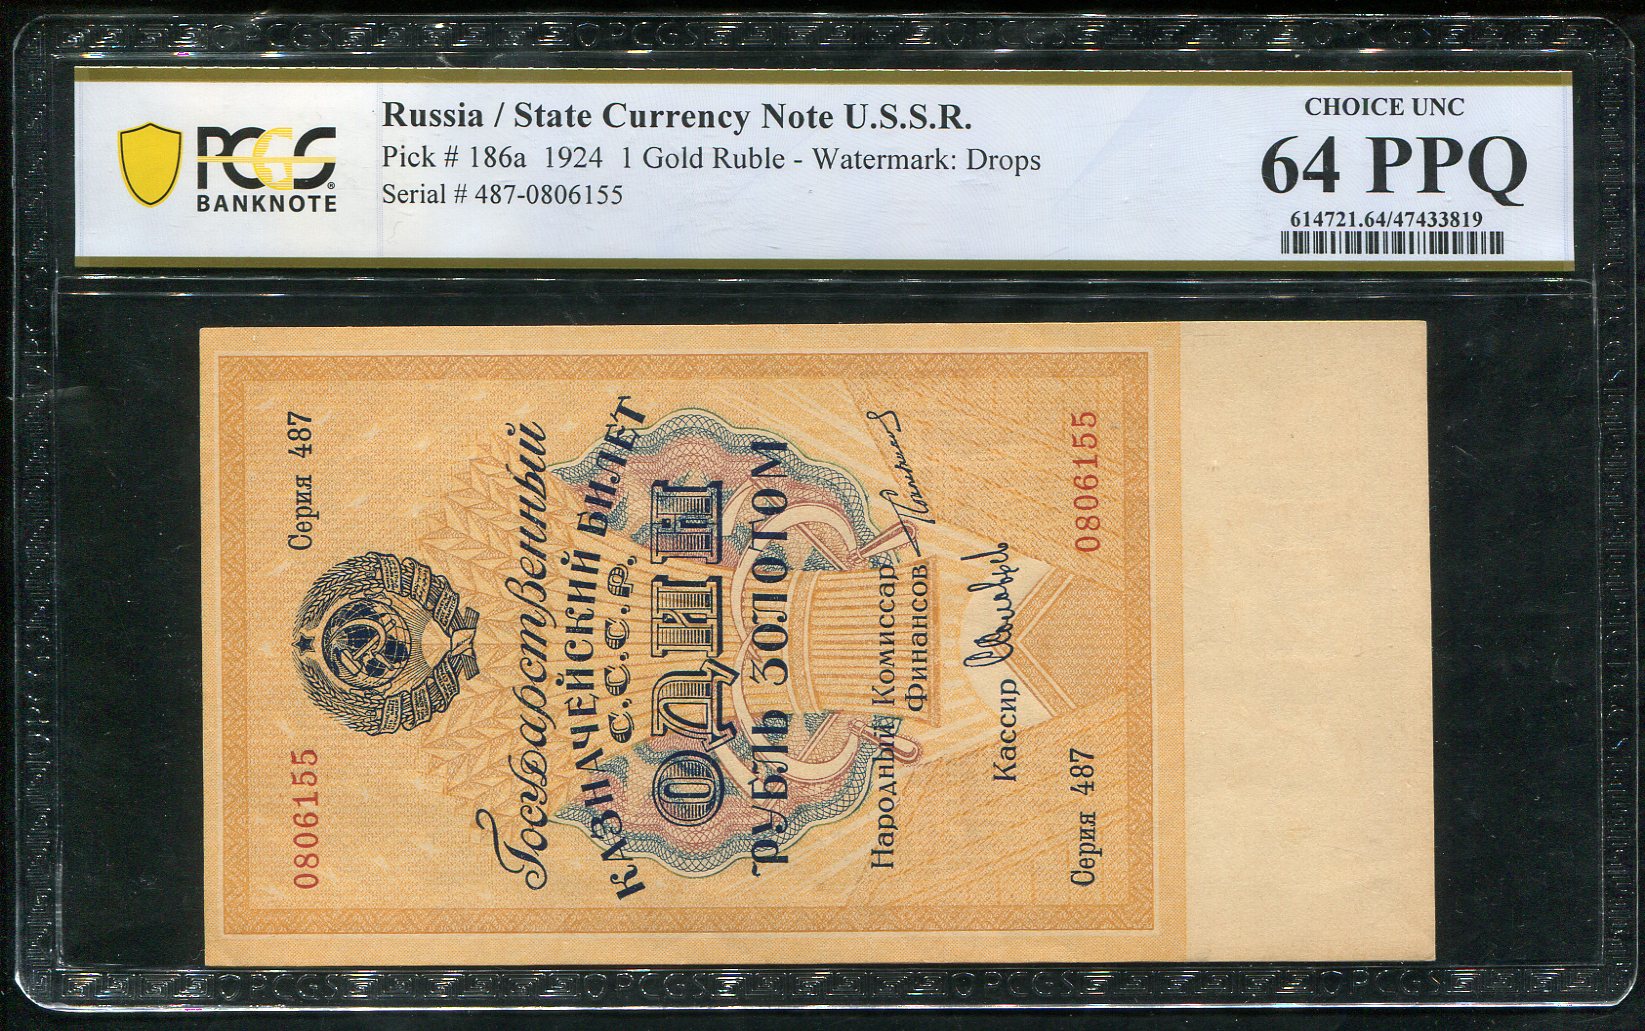 PCGS
BANKNOTE
Russia / State Currency Note U.S.S.R.
Pick # 186a 1924 1 Gold Ruble - Watermark: Drops
Serial # 487-0806155
CHOICE UNC
64 PPQ
614721.64/47433819
0806155 Серия 487
Государственный
КАЗНАЧЕЙСКИЙ БИЛЕТ
С.С.С.Р.
ОДИН
РУБЛЬ ЗОЛОТОМ
Народный Комиссар
Финансов
Кассир
Серия 487 0806155